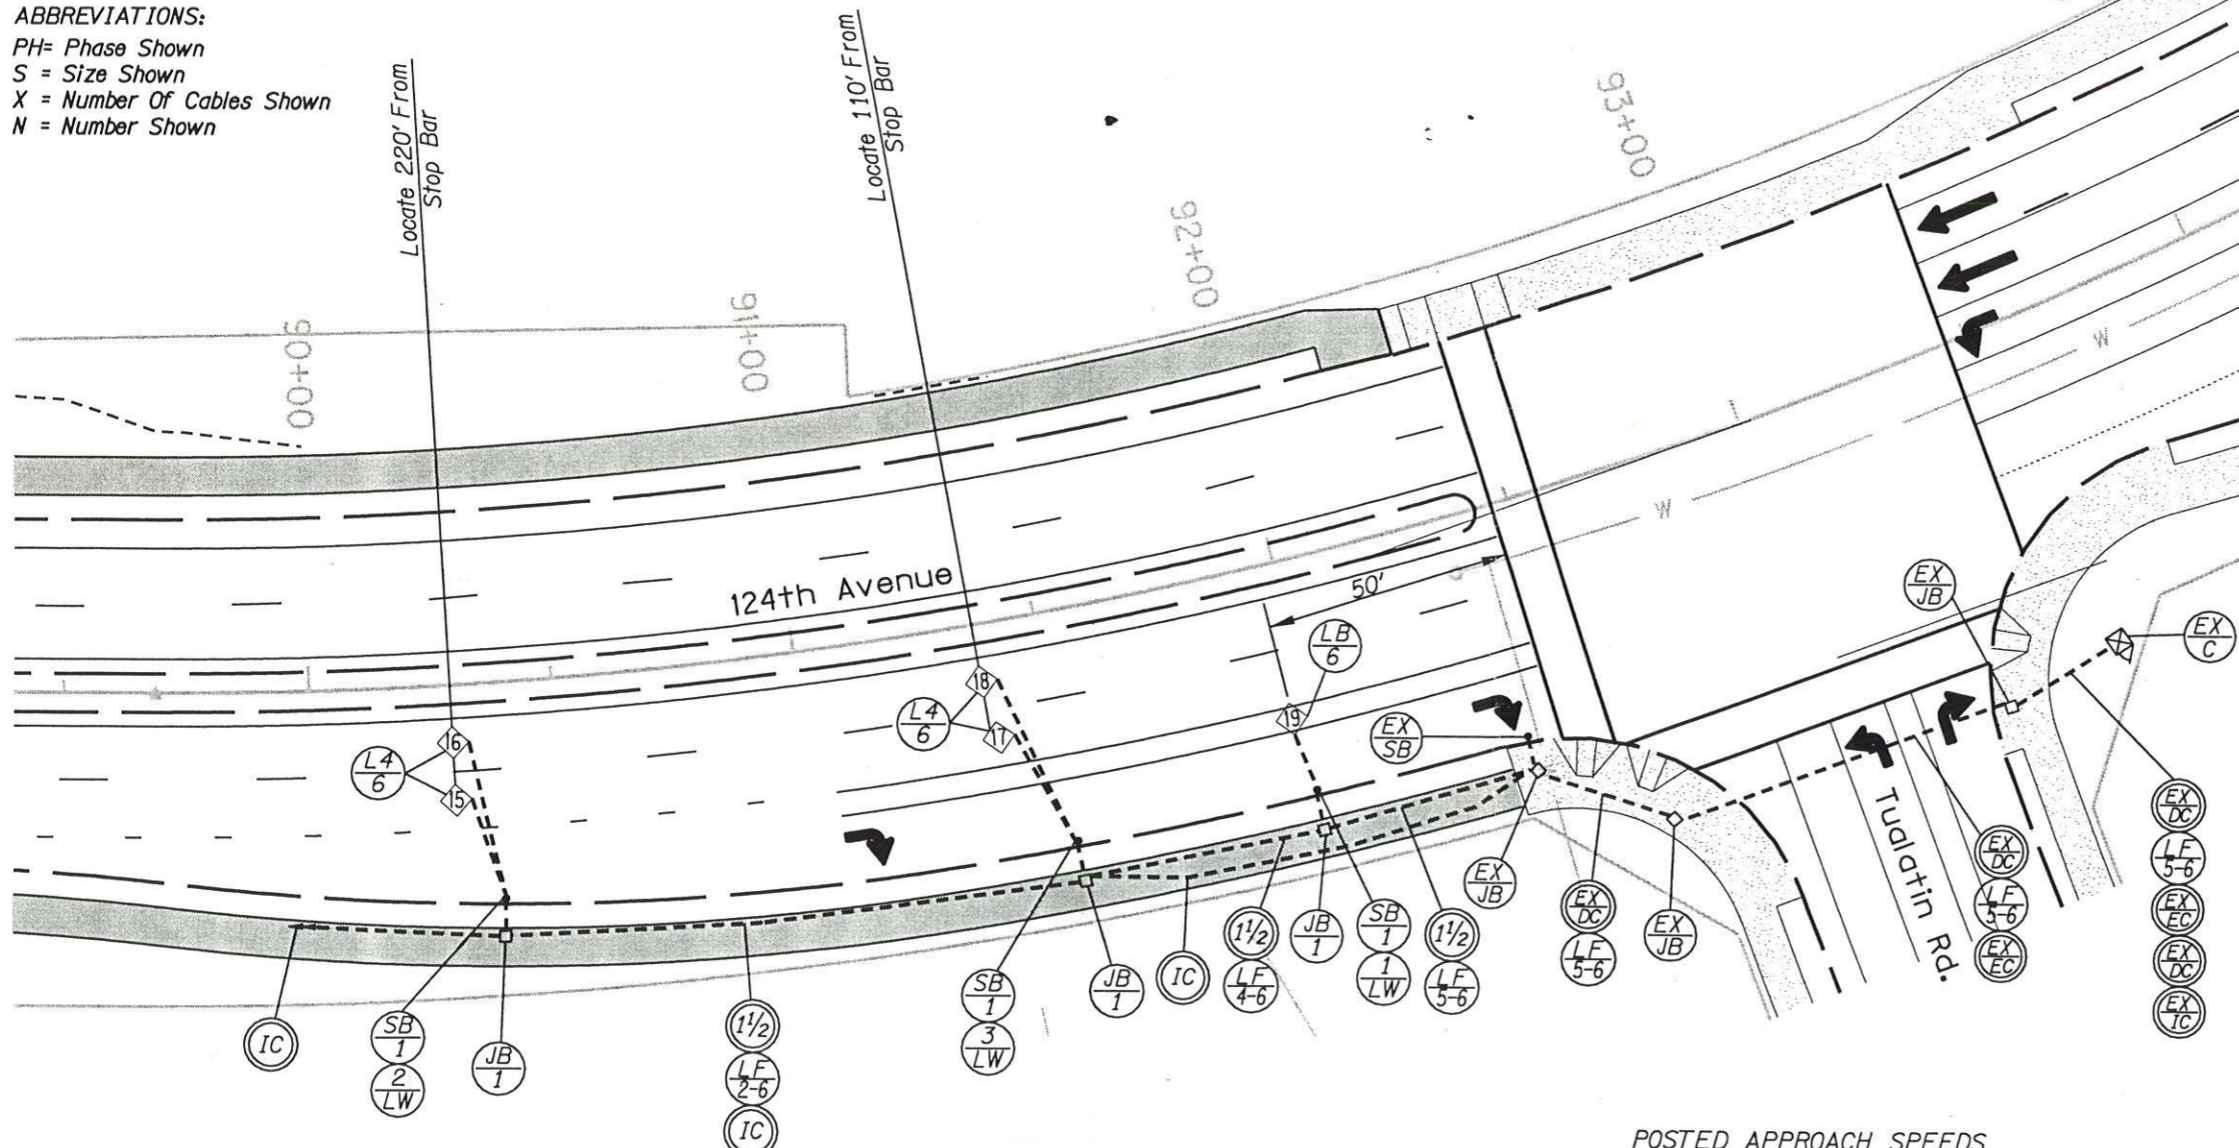 ABBREVIATIONS:
PH= Phase Shown
S = Size Shown
X = Number Of Cables Shown
N = Number Shown
Locate 220' From
Stop Bar
Locate 110' From
Stop Bar
90+00
91+00
92+00
93+00
W
W
124th Avenue
50'
EX
JB
EX
C
LB
6
18
19
L4
6
17
EX
SB
16
L4
6
15
Tualatin Rd.
EX
JB
EX
DC
LF
5-6
EX
JB
EX
DC
LF
5-6
EX
EC
EX
DC
LF
5-6
EX
EC
EX
DC
EX
IC
IC
SB
1
2
LW
JB
1
1½
LF
2-6
IC
SB
1
3
LW
JB
1
IC
1½
LF
4-6
JB
1
SB
1
1
LW
1½
LF
5-6
POSTED APPROACH SPEEDS